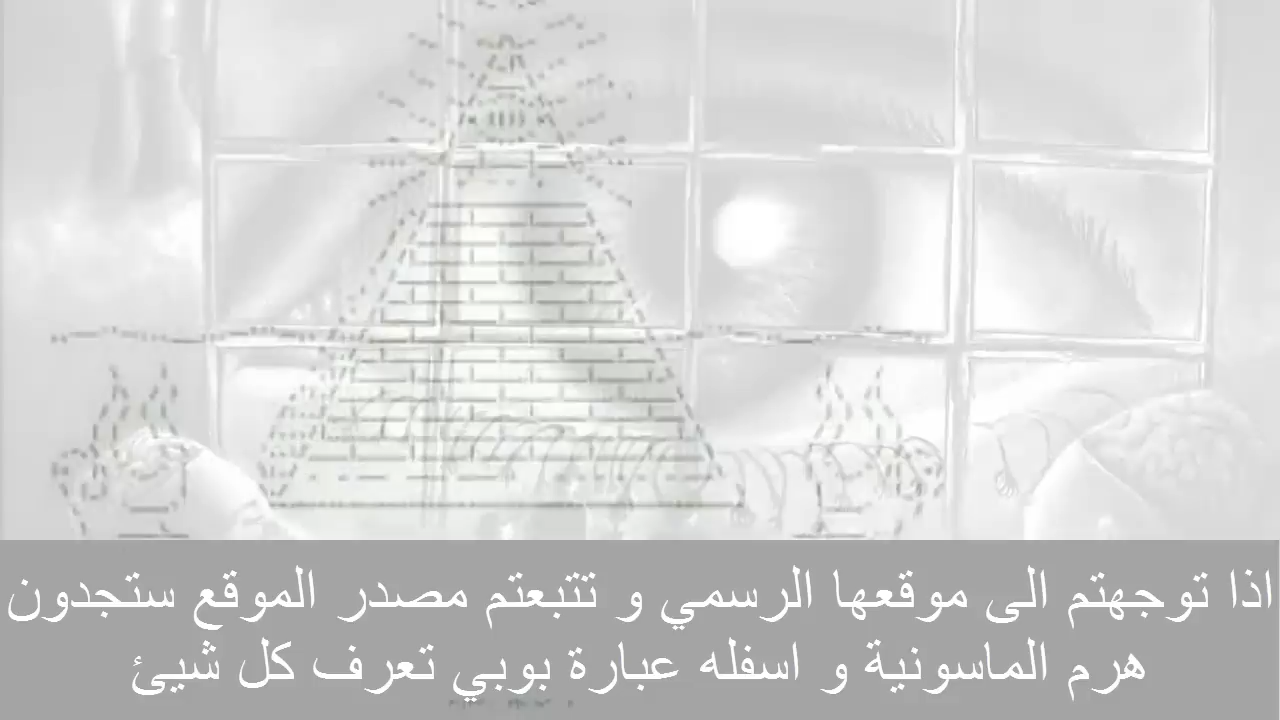 اذا توجهتم الى موقعها الرسمي و تتبعتم مصدر الموقع ستجدون
هرم الماسونية و اسفله عبارة بوبي تعرف كل شيئ